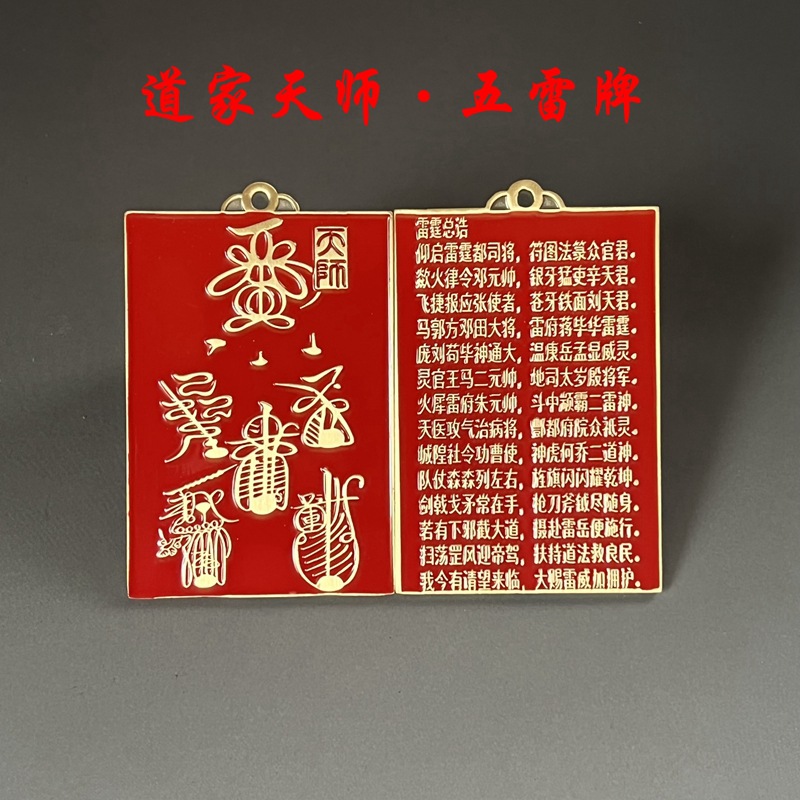 道家天师·五雷牌
天师
雷霆总诰
仰启雷霆都司将，符图法篆众官君。
欻火律令邓元帅，银牙猛吏辛天君。
飞捷报应张使者，苍牙铁面刘天君。
马郭方邓田大将，雷府蒋毕华雷霆。
庞刘苟毕神通大，温康岳孟显威灵。
灵官王马二元帅，地司太岁殷将军。
火犀雷府朱元帅，斗中灏霸二雷神。
天医攻气治病将，酆都府院众祇灵。
城隍社令功曹使，神虎何乔二道神。
队仗森森列左右，旌旗闪闪耀乾坤。
剑戟戈矛常在手，枪刀斧钺尽随身。
若有下邪截大道，摄赴雷岳便施行。
扫荡罡风迎帝驾，扶持道法救良民。
我今有请望来临，大赐雷威加拥护。